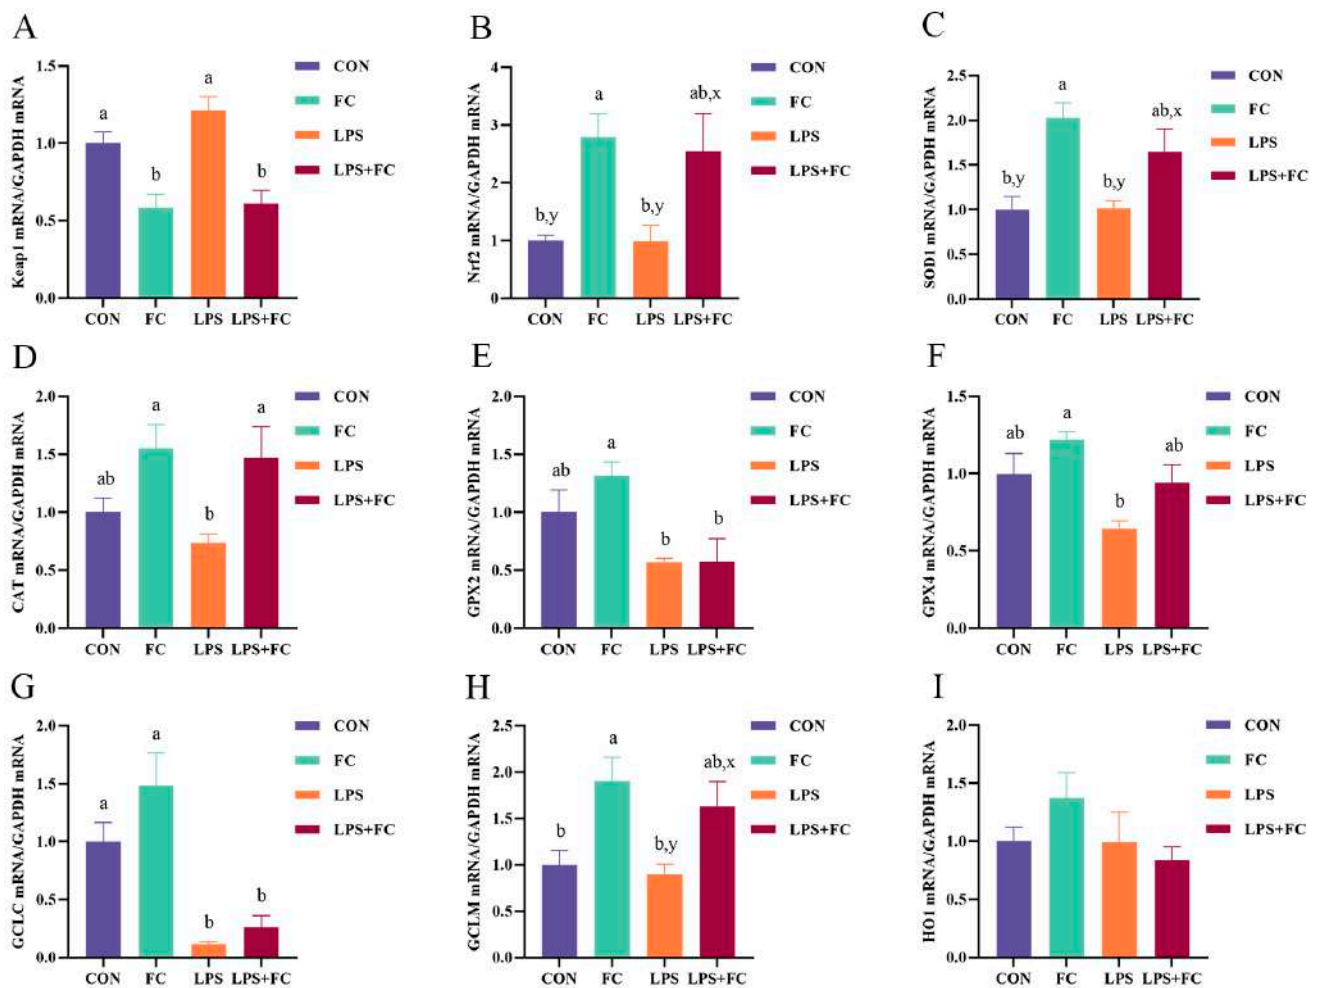 A
Keap1 mRNA/GAPDH mRNA
1.5
1.0
0.5
0.0
a
b
a
b
CON
FC
LPS
LPS+FC
CON
FC
LPS
LPS+FC
B
Nrf2 mRNA/GAPDH mRNA
4
3
2
1
0
b,y
a
b,y
ab,x
CON
FC
LPS
LPS+FC
CON
FC
LPS
LPS+FC
C
SOD1 mRNA/GAPDH mRNA
2.5
2.0
1.5
1.0
0.5
0.0
b,y
a
b,y
ab,x
CON
FC
LPS
LPS+FC
CON
FC
LPS
LPS+FC
D
CAT mRNA/GAPDH mRNA
2.0
1.5
1.0
0.5
0.0
ab
a
b
a
CON
FC
LPS
LPS+FC
CON
FC
LPS
LPS+FC
E
GPX2 mRNA/GAPDH mRNA
2.0
1.5
1.0
0.5
0.0
ab
a
b
b
CON
FC
LPS
LPS+FC
CON
FC
LPS
LPS+FC
F
GPX4 mRNA/GAPDH mRNA
1.5
1.0
0.5
0.0
ab
a
b
ab
CON
FC
LPS
LPS+FC
CON
FC
LPS
LPS+FC
G
GCLC mRNA/GAPDH mRNA
2.0
1.5
1.0
0.5
0.0
a
a
b
b
CON
FC
LPS
LPS+FC
CON
FC
LPS
LPS+FC
H
GCLM mRNA/GAPDH mRNA
2.5
2.0
1.5
1.0
0.5
0.0
b
a
b,y
ab,x
CON
FC
LPS
LPS+FC
CON
FC
LPS
LPS+FC
I
HO1 mRNA/GAPDH mRNA
2.0
1.5
1.0
0.5
0.0
CON
FC
LPS
LPS+FC
CON
FC
LPS
LPS+FC